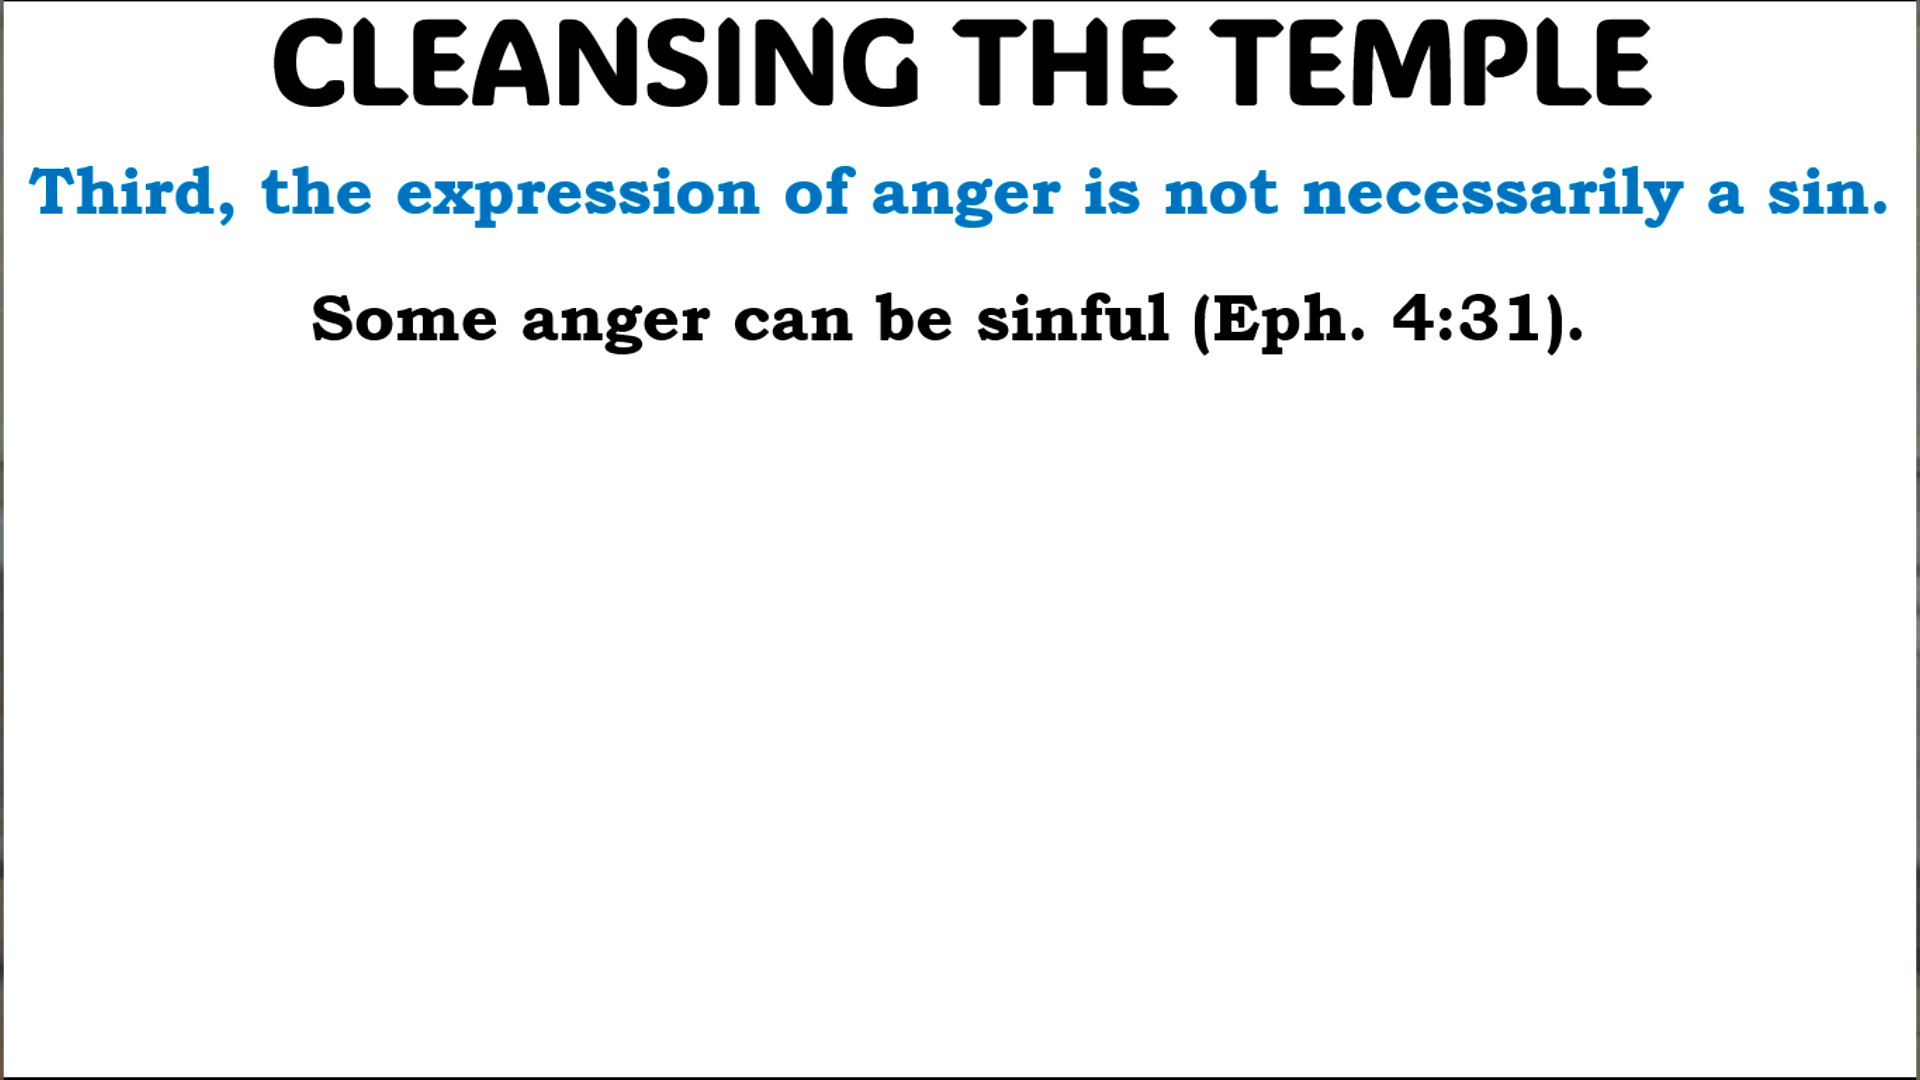 CLEANSING THE TEMPLE
Third, the expression of anger is not necessarily a sin.
Some anger can be sinful (Eph. 4:31).